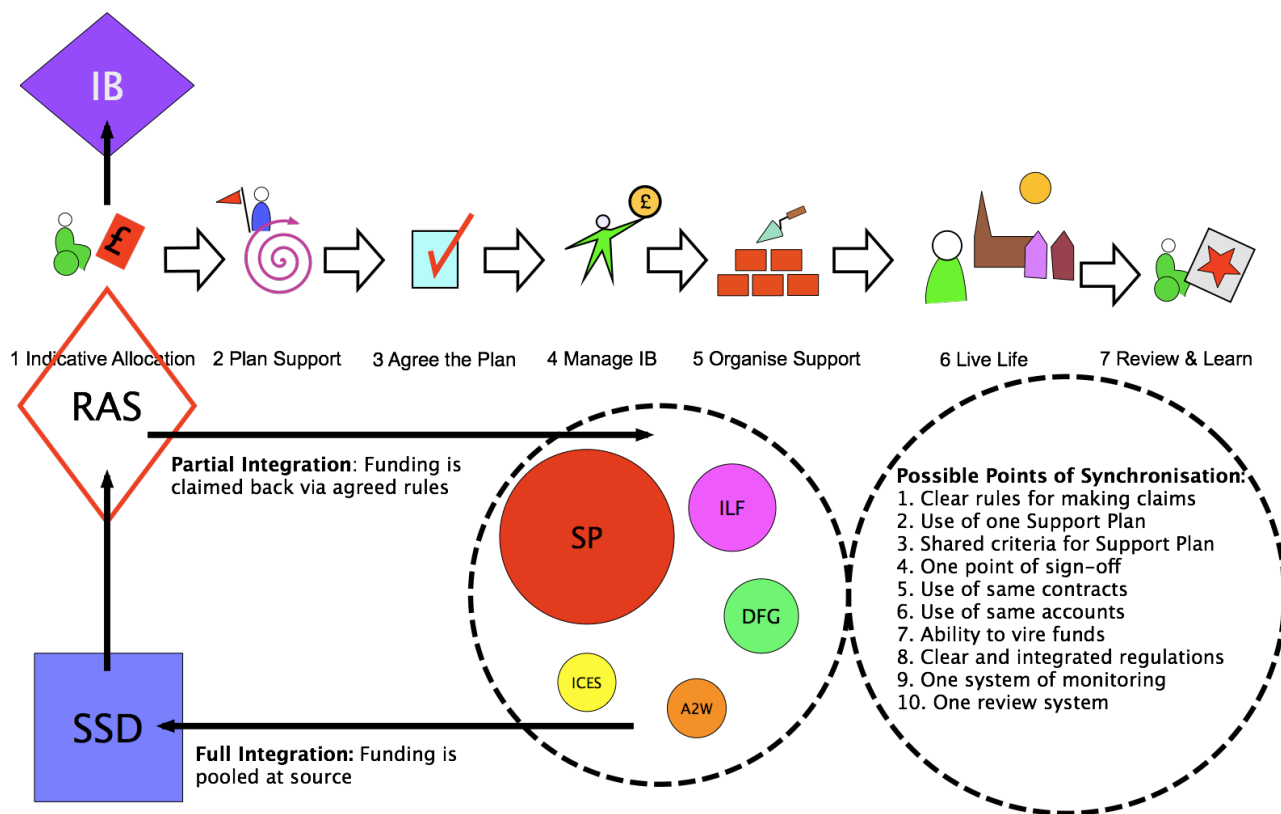 IB
£
£
1 Indicative Allocation
2 Plan Support
3 Agree the Plan
4 Manage IB
5 Organise Support
6 Live Life
7 Review & Learn
RAS
Partial Integration: Funding is
claimed back via agreed rules
SP
ILF
DFG
ICES
A2W
SSD
Full Integration: Funding is
pooled at source
Possible Points of Synchronisation:
1. Clear rules for making claims
2. Use of one Support Plan
3. Shared criteria for Support Plan
4. One point of sign-off
5. Use of same contracts
6. Use of same accounts
7. Ability to vire funds
8. Clear and integrated regulations
9. One system of monitoring
10. One review system